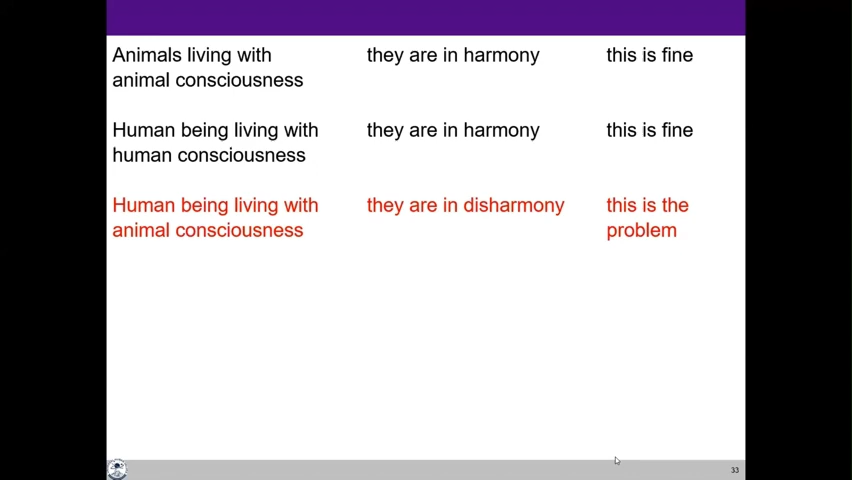 Animals living with they are in harmony this is fine
animal consciousness
Human being living with they are in harmony this is fine
human consciousness
Human being living with they are in disharmony this is the
animal consciousness problem
33